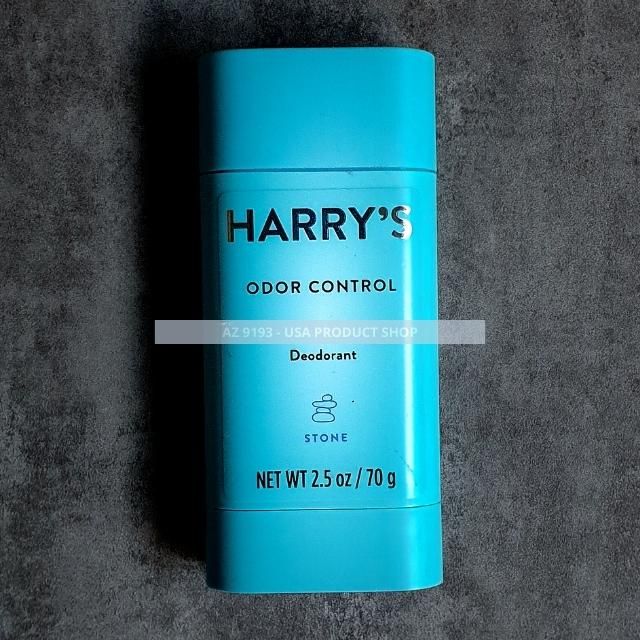 HARRY'S
ODOR CONTROL
AZ 9193 - USA PRODUCT SHOP
Deodorant
STONE
NET WT 2.5 oz / 70 g